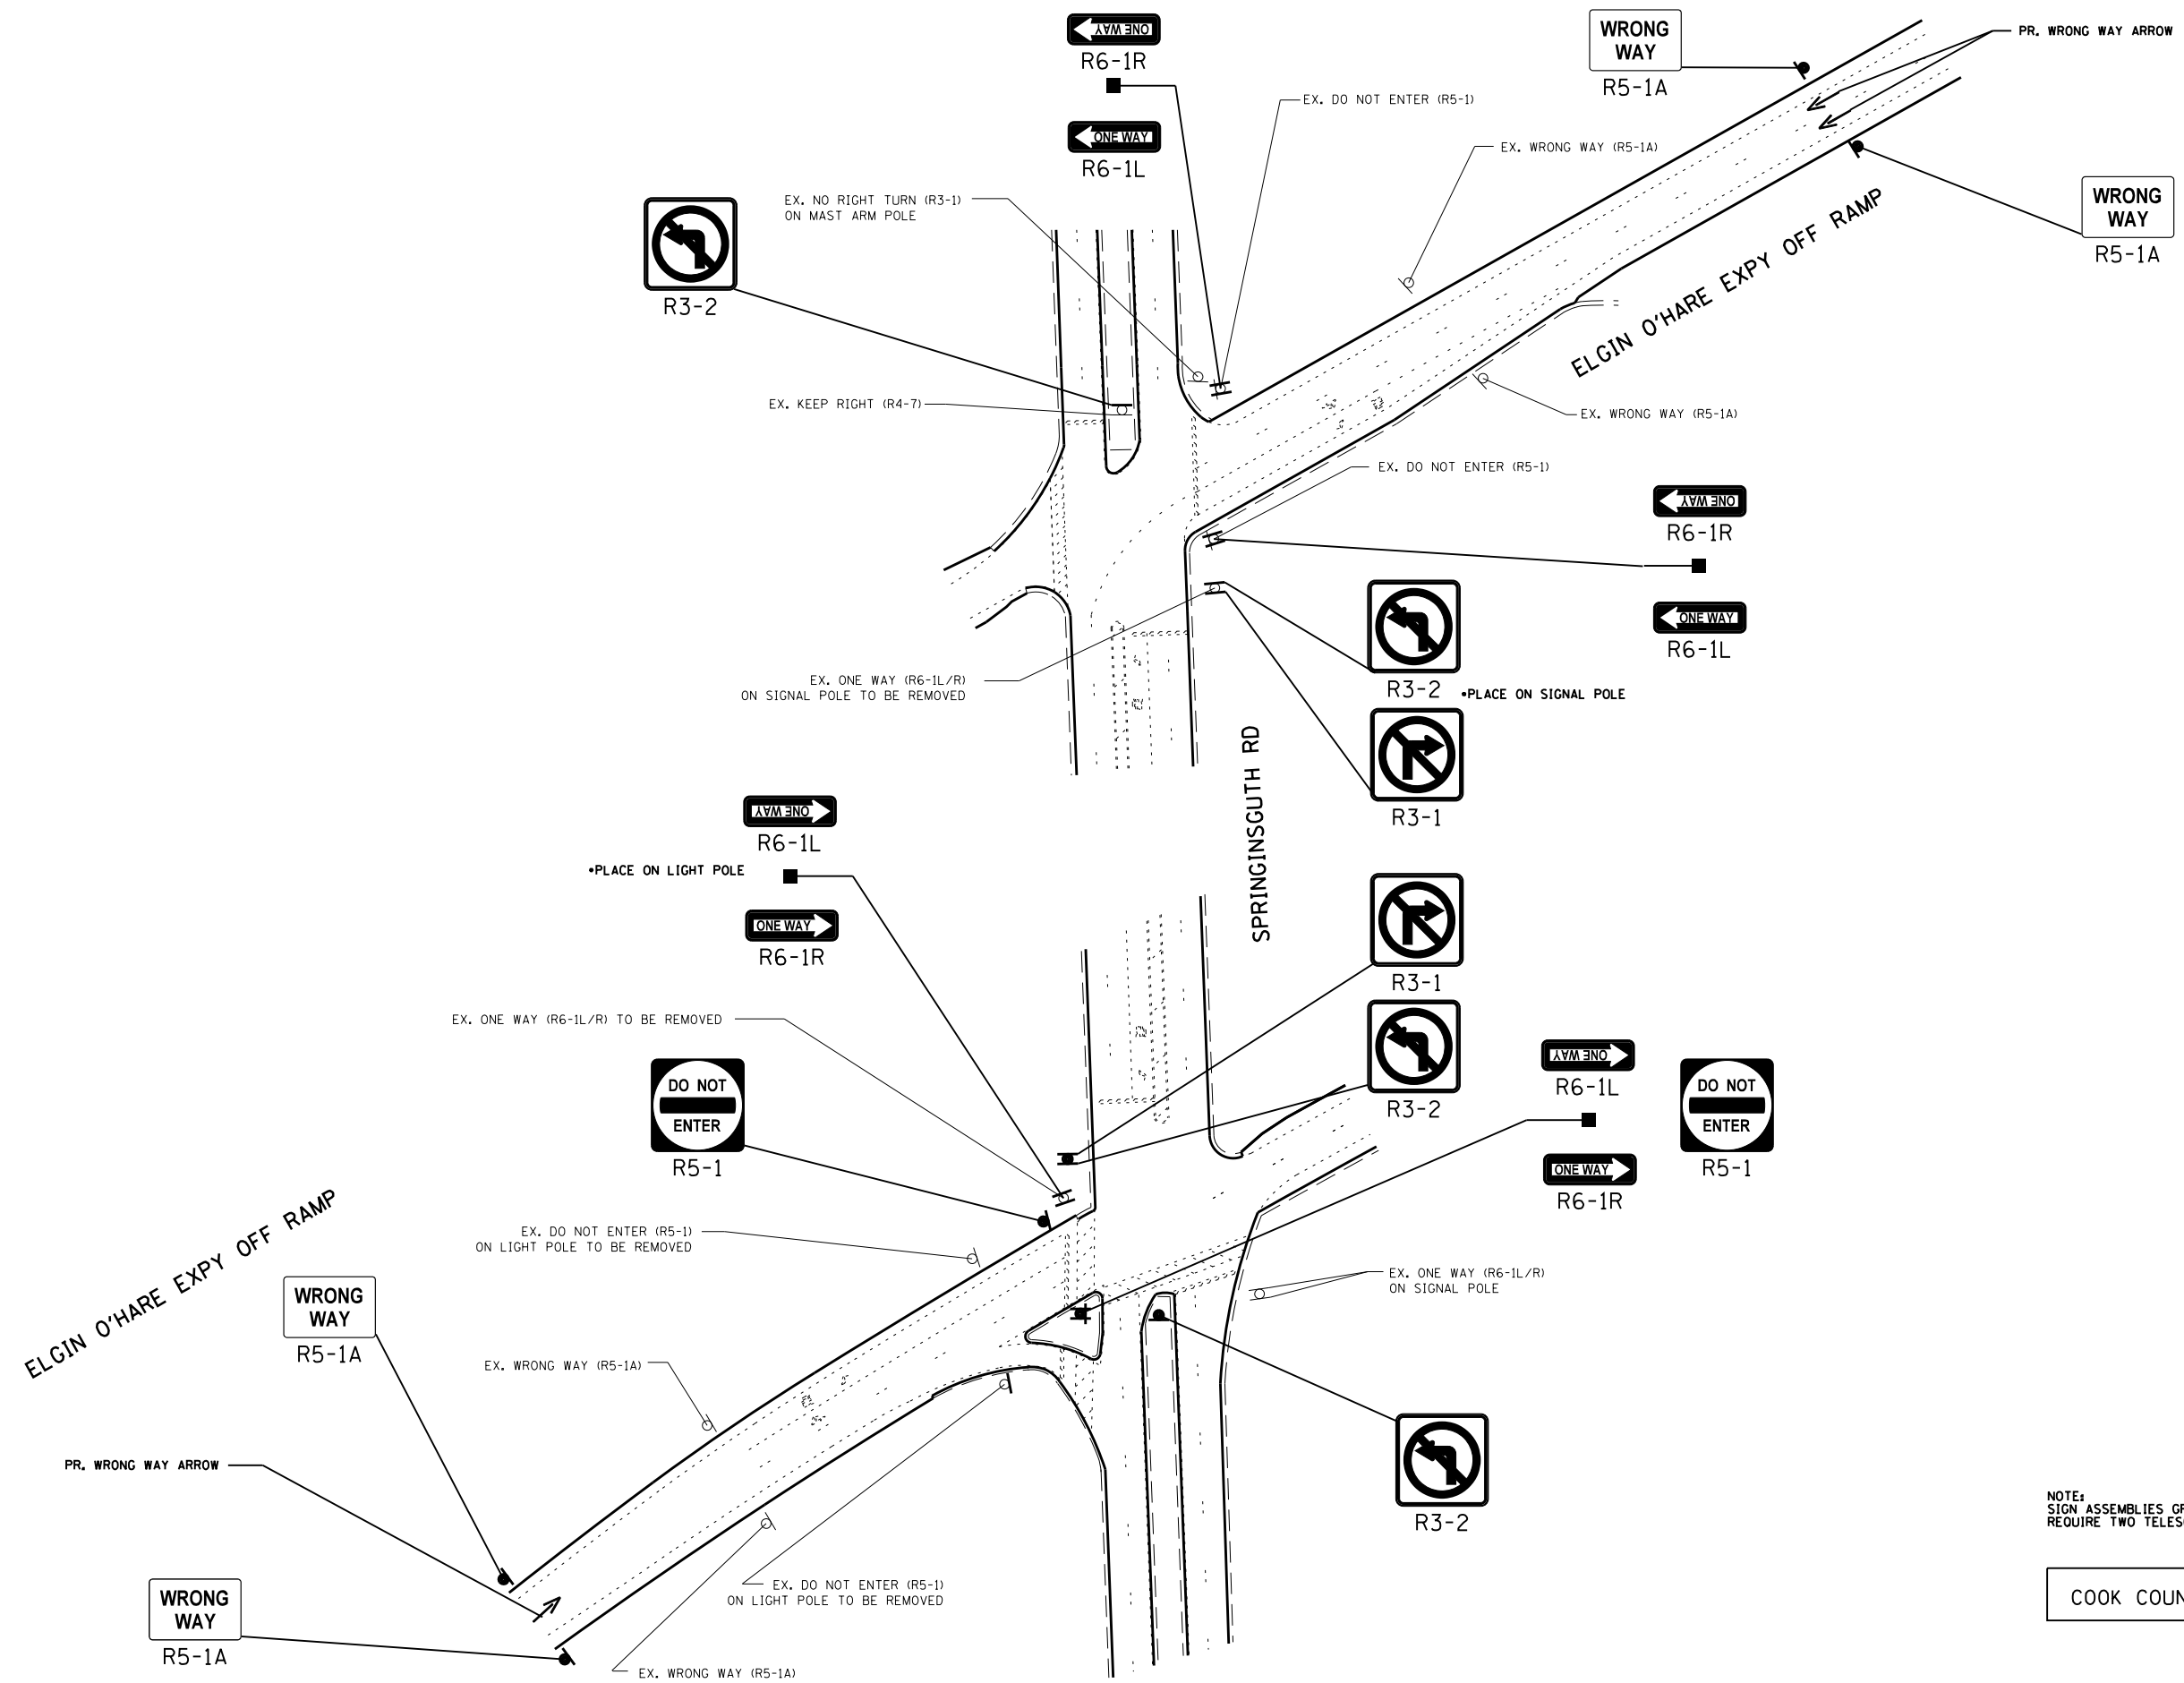 ONE WAY
R6-1R
ONE WAY
R6-1L
WRONG
WAY
R5-1A
PR. WRONG WAY ARROW
EX. DO NOT ENTER (R5-1)
EX. WRONG WAY (R5-1A)
WRONG
WAY
R5-1A
EX. NO RIGHT TURN (R3-1)
ON MAST ARM POLE
R3-2
ELGIN O'HARE EXPY OFF RAMP
EX. KEEP RIGHT (R4-7)
EX. WRONG WAY (R5-1A)
EX. DO NOT ENTER (R5-1)
ONE WAY
R6-1R
ONE WAY
R6-1L
EX. ONE WAY (R6-1L/R)
ON SIGNAL POLE TO BE REMOVED
R3-2
•PLACE ON SIGNAL POLE
R3-1
SPRINGINSGUTH RD
ONE WAY
R6-1L
•PLACE ON LIGHT POLE
ONE WAY
R6-1R
R3-1
EX. ONE WAY (R6-1L/R) TO BE REMOVED
R3-2
DO NOT
ENTER
R5-1
ONE WAY
R6-1L
ONE WAY
R6-1R
DO NOT
ENTER
R5-1
EX. DO NOT ENTER (R5-1)
ON LIGHT POLE TO BE REMOVED
EX. ONE WAY (R6-1L/R)
ON SIGNAL POLE
ELGIN O'HARE EXPY OFF RAMP
WRONG
WAY
R5-1A
EX. WRONG WAY (R5-1A)
PR. WRONG WAY ARROW
R3-2
WRONG
WAY
R5-1A
EX. DO NOT ENTER (R5-1)
ON LIGHT POLE TO BE REMOVED
EX. WRONG WAY (R5-1A)
NOTE:
SIGN ASSEMBLIES
REQUIRE TWO
COOK